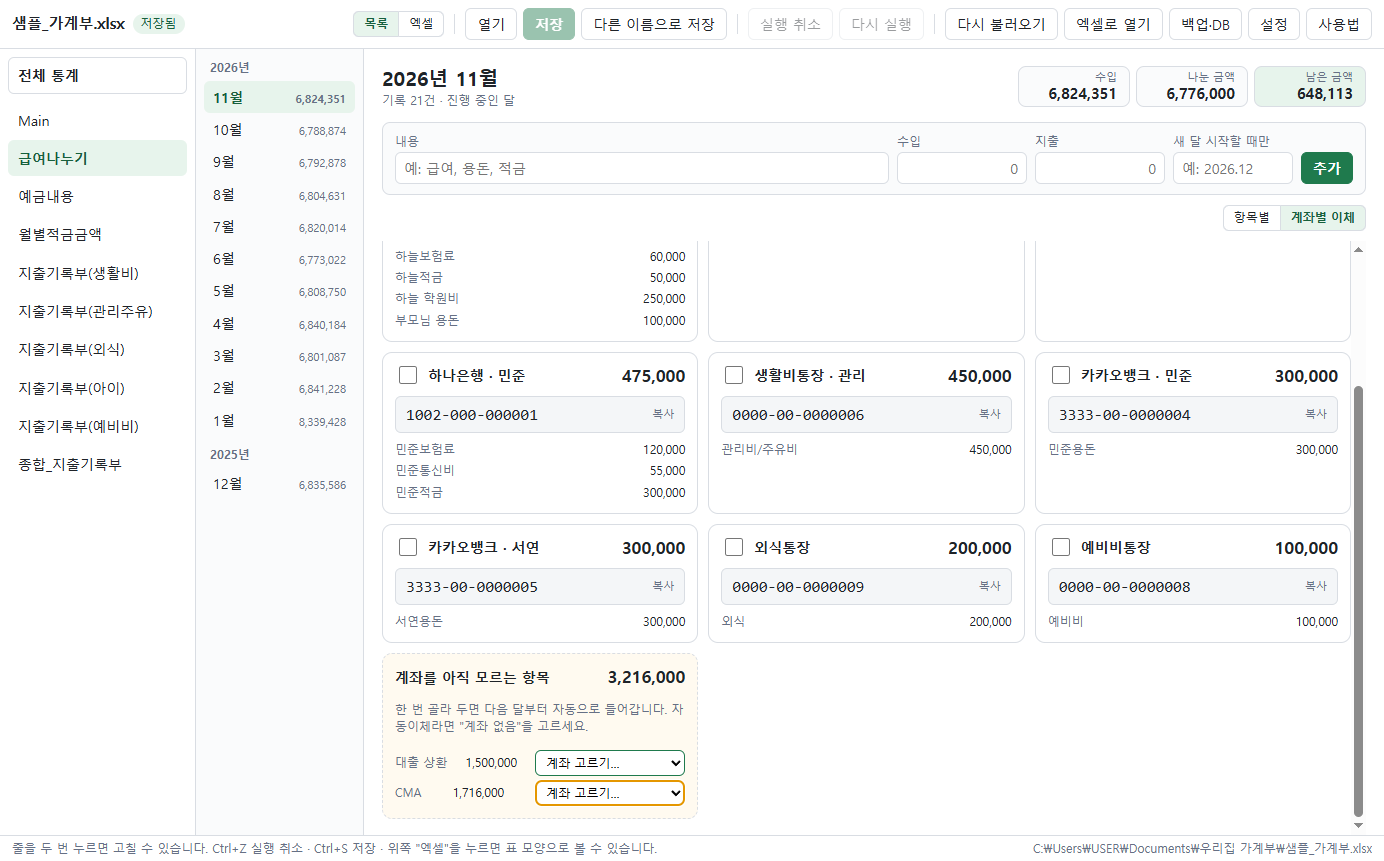 샘플_가계부.xlsx 저장됨 목록 엑셀 열기 저장 다른 이름으로 저장 실행 취소 다시 실행 다시 불러오기 엑셀로 열기 백업·DB 설정 사용법
전체 통계
Main
급여나누기
예금내용
월별적금금액
지출기록부(생활비)
지출기록부(관리주유)
지출기록부(외식)
지출기록부(아이)
지출기록부(예비비)
종합_지출기록부
2026년
11월 6,824,351
10월 6,788,874
9월 6,792,878
8월 6,804,631
7월 6,820,014
6월 6,773,022
5월 6,808,750
4월 6,840,184
3월 6,801,087
2월 6,841,228
1월 8,339,428
2025년
12월 6,835,586
2026년 11월
기록 21건 · 진행 중인 달
수입 6,824,351
나눈 금액 6,776,000
남은 금액 648,113
내용 수입 지출 새 달 시작할 때만
예: 급여, 용돈, 적금 0 0 예: 2026.12 추가
항목별 계좌별 이체
하늘보험료 60,000
하늘적금 50,000
하늘 학원비 250,000
부모님 용돈 100,000
하나은행 · 민준 475,000
1002-000-000001 복사
민준보험료 120,000
민준통신비 55,000
민준적금 300,000
생활비통장 · 관리 450,000
0000-00-0000006 복사
관리비/주유비 450,000
카카오뱅크 · 민준 300,000
3333-00-0000004 복사
민준용돈 300,000
카카오뱅크 · 서연 300,000
3333-00-0000005 복사
서연용돈 300,000
외식통장 200,000
0000-00-0000009 복사
외식 200,000
예비비통장 100,000
0000-00-0000008 복사
예비비 100,000
계좌를 아직 모르는 항목 3,216,000
한 번 골라 두면 다음 달부터 자동으로 들어갑니다. 자
동이체라면 "계좌 없음"을 고르세요.
대출 상환 1,500,000 계좌 고르기...
CMA 1,716,000 계좌 고르기...
줄을 두 번 누르면 고칠 수 있습니다. Ctrl+Z 실행 취소 · Ctrl+S 저장 · 위쪽 "엑셀"을 누르면 표 모양으로 볼 수 있습니다.
C:₩Users₩USER₩Documents₩우리집 가계부₩샘플_가계부.xlsx